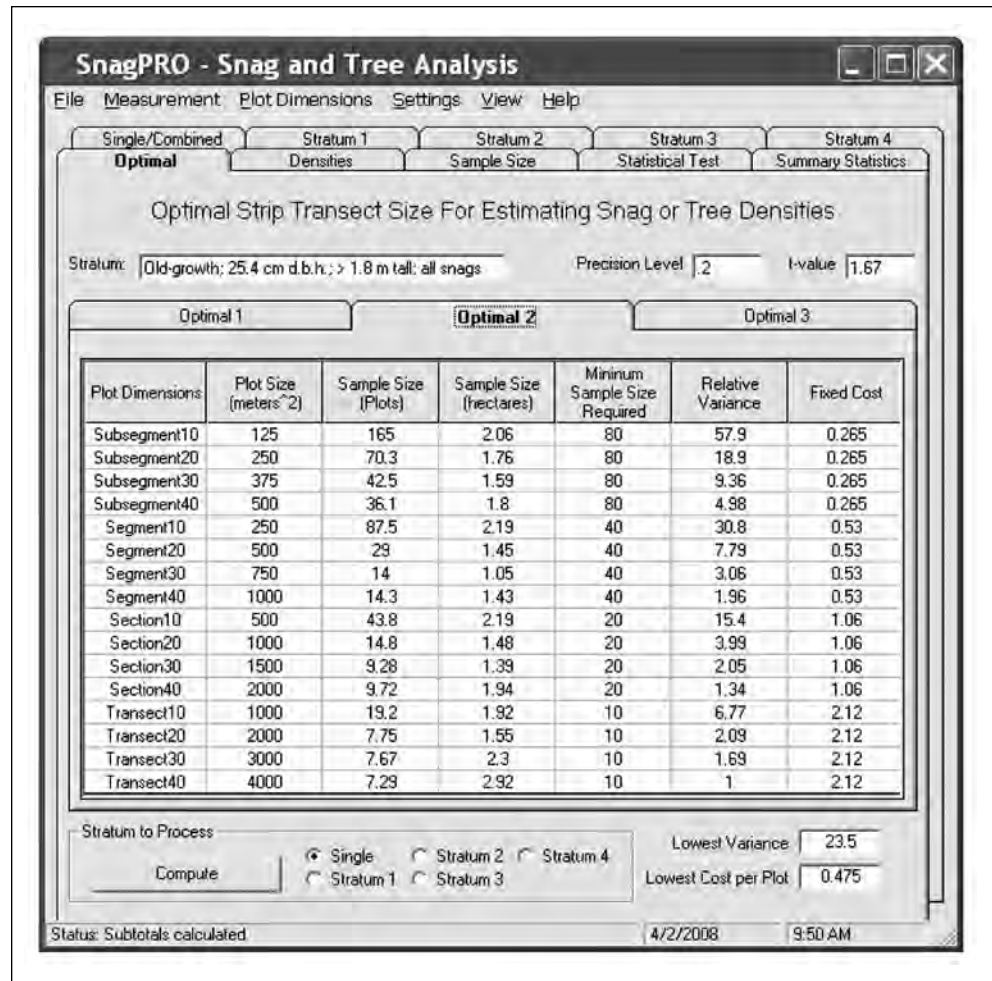 SnagPRO - Snag and Tree Analysis
File Measurement Plot Dimensions Settings View Help
Single/Combined Stratum 1 Stratum 2 Stratum 3 Stratum 4
Optimal Densities Sample Size Statistical Test Summary Statistics
Optimal Strip Transect Size For Estimating Snag or Tree Densities
Stratum: Old-growth; 25.4 cm d.b.h.; > 1.8 m tall; all snags Precision Level .2 t-value 1.67
Optimal 1 Optimal 2 Optimal 3
Plot Dimensions Plot Size (meters^2) Sample Size (Plots) Sample Size (hectares) Mininum Sample Size Required Relative Variance Fixed Cost
Subsegment10 125 165 2.06 80 57.9 0.265
Subsegment20 250 70.3 1.76 80 18.9 0.265
Subsegment30 375 42.5 1.59 80 9.36 0.265
Subsegment40 500 36.1 1.8 80 4.98 0.265
Segment10 250 87.5 2.19 40 30.8 0.53
Segment20 500 29 1.45 40 7.79 0.53
Segment30 750 14 1.05 40 3.06 0.53
Segment40 1000 14.3 1.43 40 1.96 0.53
Section10 500 43.8 2.19 20 15.4 1.06
Section20 1000 14.8 1.48 20 3.99 1.06
Section30 1500 9.28 1.39 20 2.05 1.06
Section40 2000 9.72 1.94 20 1.34 1.06
Transect10 1000 19.2 1.92 10 6.77 2.12
Transect20 2000 7.75 1.55 10 2.09 2.12
Transect30 3000 7.67 2.3 10 1.69 2.12
Transect40 4000 7.29 2.92 10 1 2.12
Stratum to Process
Compute
Single Stratum 2 Stratum 4
Stratum 1 Stratum 3
Lowest Variance 23.5
Lowest Cost per Plot 0.475
Status: Subtotals calculated 4/2/2008 9:50 AM